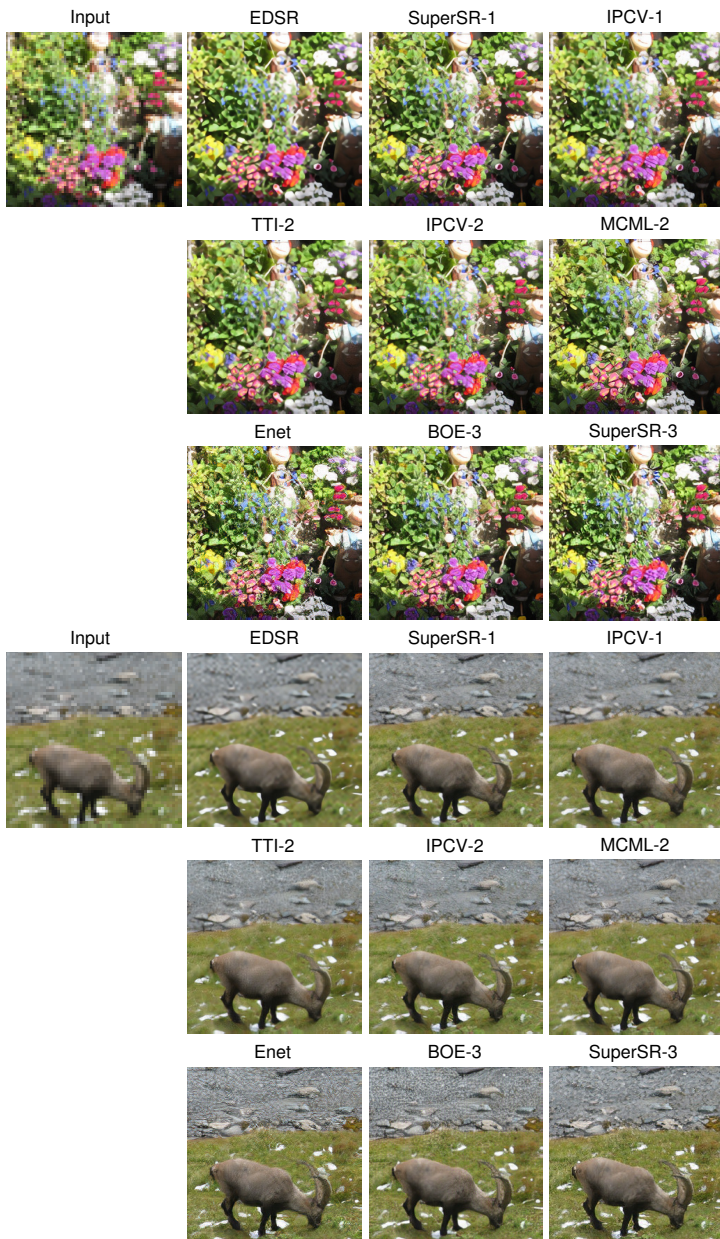 Input EDSR SuperSR-1 IPCV-1
TTI-2 IPCV-2 MCML-2
Enet BOE-3 SuperSR-3
Input EDSR SuperSR-1 IPCV-1
TTI-2 IPCV-2 MCML-2
Enet BOE-3 SuperSR-3